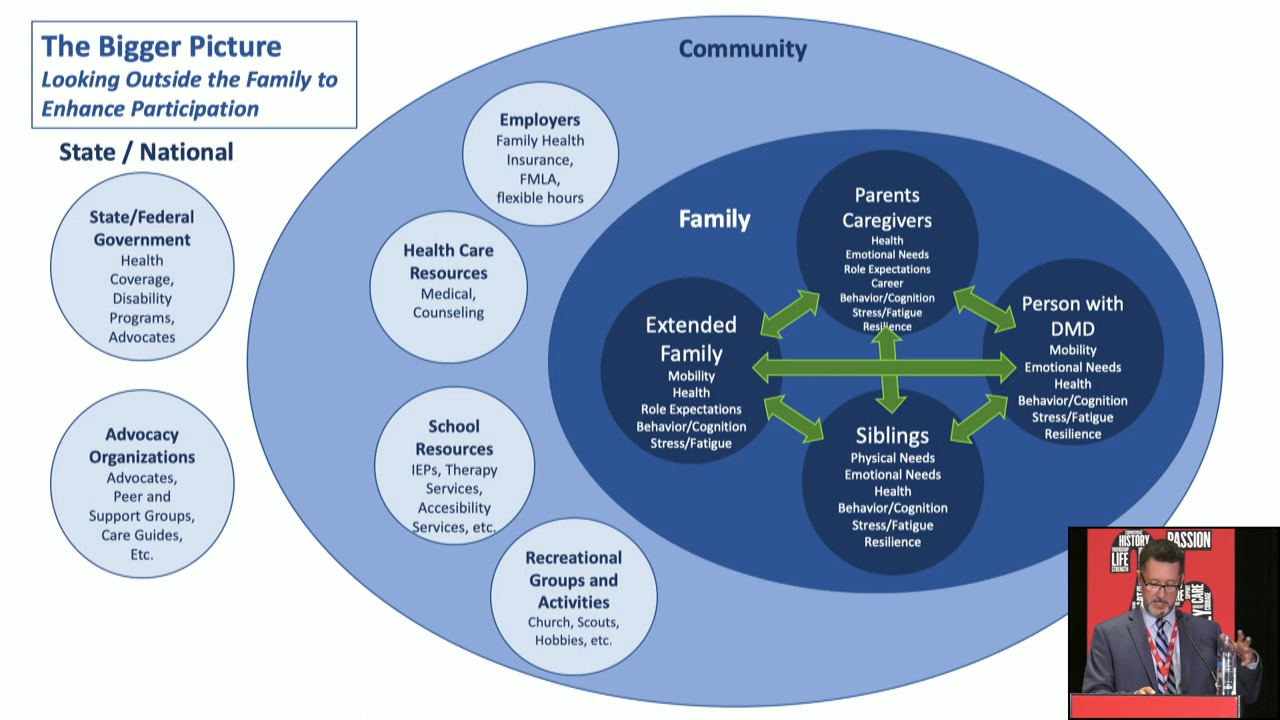 The Bigger Picture
Looking Outside the Family to
Enhance Participation
State / National
State/Federal
Government
Health
Coverage,
Disability
Programs,
Advocates
Advocacy
Organizations
Advocates,
Peer and
Support Groups,
Care Guides,
Etc.
Community
Employers
Family Health
Insurance,
FMLA,
flexible hours
Health Care
Resources
Medical,
Counseling
School
Resources
IEPs, Therapy
Services,
Accesibility
Services, etc.
Recreational
Groups and
Activities
Church, Scouts,
Hobbies, etc.
Family
Parents
Caregivers
Health
Emotional Needs
Role Expectations
Career
Behavior/Cognition
Stress/Fatigue
Resilience
Extended
Family
Mobility
Health
Role Expectations
Behavior/Cognition
Stress/Fatigue
Person with
DMD
Mobility
Emotional Needs
Health
Behavior/Cognition
Stress/Fatigue
Resilience
Siblings
Physical Needs
Emotional Needs
Health
Behavior/Cognition
Stress/Fatigue
Resilience
HISTORY
PASSION
LIFE
STRENGTH
CARE
COURAGE